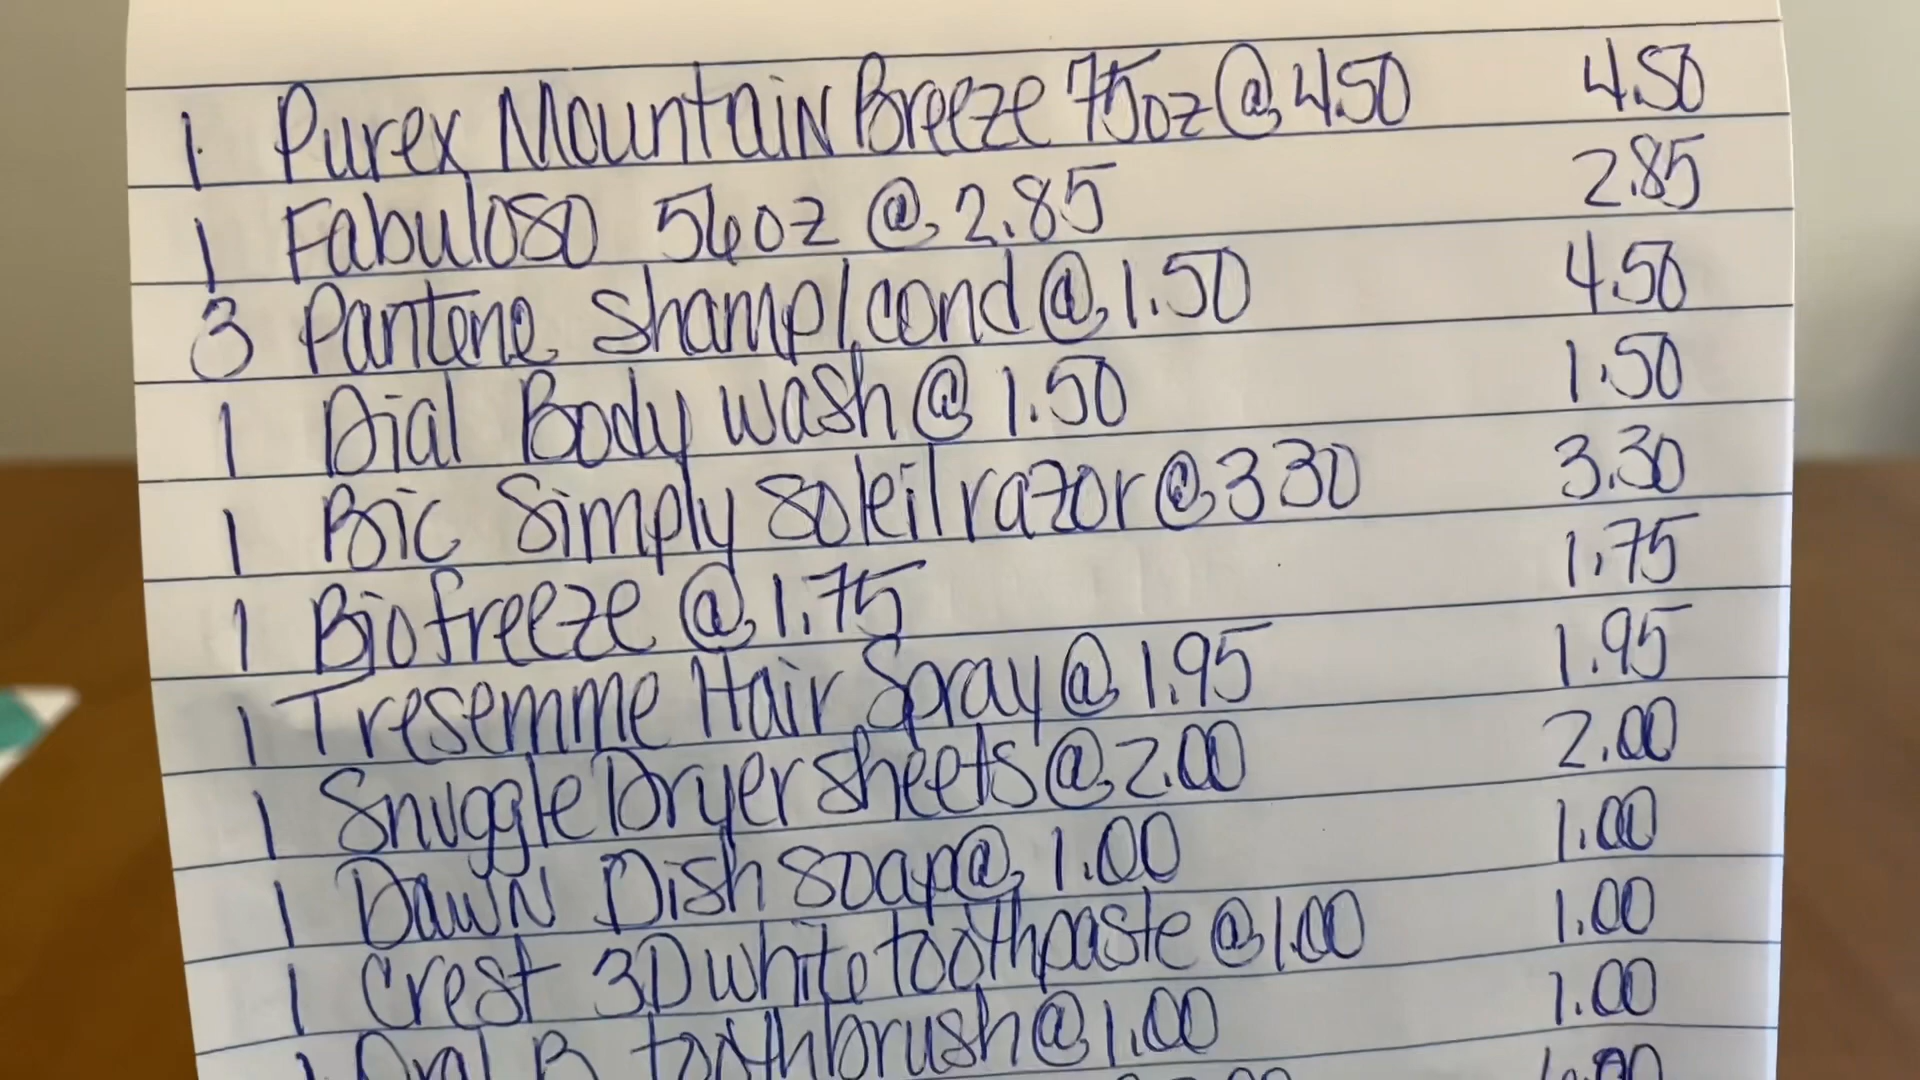 1 Purex Mountain Breeze 75oz @ 4.50 4.50
1 Fabuloso 56oz @ 2.85 2.85
3 Pantene shamp/cond @ 1.50 4.50
1 Dial Body wash @ 1.50 1.50
1 Bic Simply Soleil razor @ 3 30 3.30
1 Biofreeze @ 1.75 1.75
1 Tresemme Hair Spray @ 1.95 1.95
1 Snuggle Dryer sheets @ 2.00 2.00
1 Dawn Dish soap @ 1.00 1.00
1 Crest 3D white toothpaste @ 1.00 1.00
1 Oral B toothbrush @ 1.00 1.00